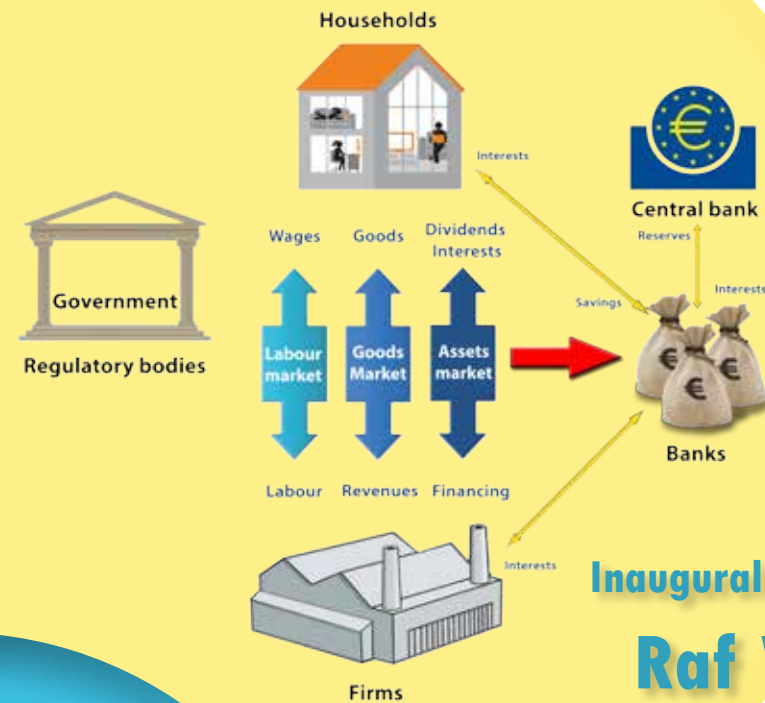 Households
Interests
Central bank
Reserves
Wages Goods Dividends
Interests
Interests
Savings
Government
Regulatory bodies
Labour
market
Goods
Market
Assets
market
€
€
€
€
Banks
Labour Revenues Financing
Interests
Firms
Inaugural
Raf